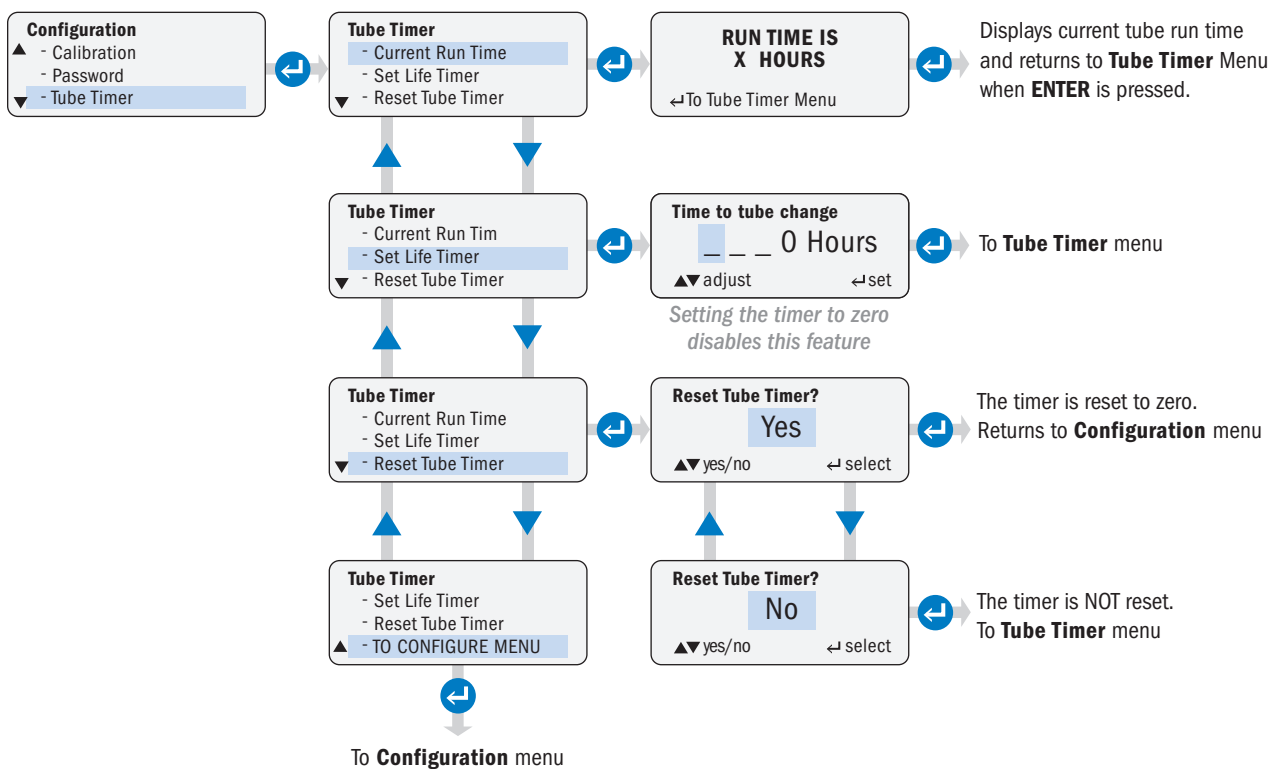 Configuration
- Calibration
- Password
- Tube Timer
Tube Timer
- Current Run Time
- Set Life Timer
- Reset Tube Timer
RUN TIME IS
X HOURS
↵To Tube Timer Menu
Displays current tube run time
and returns to Tube Timer Menu
when ENTER is pressed.
Tube Timer
- Current Run Tim
- Set Life Timer
- Reset Tube Timer
Time to tube change
_ _ _ 0 Hours
▲▼ adjust ↵set
Setting the timer to zero
disables this feature
To Tube Timer menu
Tube Timer
- Current Run Time
- Set Life Timer
- Reset Tube Timer
Reset Tube Timer?
Yes
▲▼ yes/no ↵ select
The timer is reset to zero.
Returns to Configuration menu
Tube Timer
- Set Life Timer
- Reset Tube Timer
- TO CONFIGURE MENU
Reset Tube Timer?
No
▲▼ yes/no ↵ select
The timer is NOT reset.
To Tube Timer menu
To Configuration menu